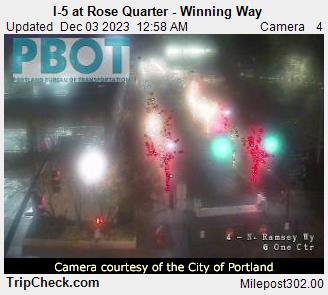 I-5 at Rose Quarter - Winning Way
Updated Dec 03 2023 12:58 AM Camera 4
PBOT
PORTLAND BUREAU OF TRANSPORTATION
4 - N. Ramsey Wy
@ One Ctr
Camera courtesy of the City of Portland
TripCheck.com Milepost302.00